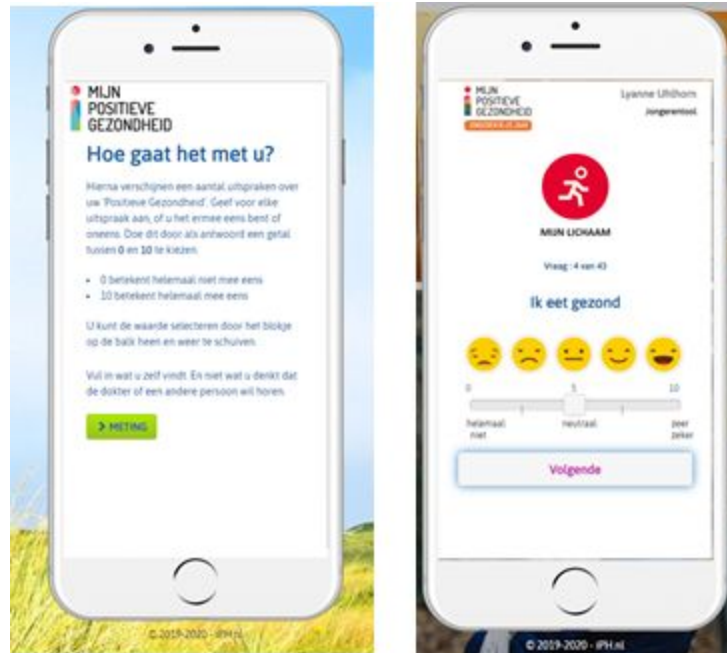 MIJN
POSITIEVE
GEZONDHEID
Hoe gaat het met u?
Hierna verschijnen een aantal uitspraken over
uw 'Positieve Gezondheid'. Geef voor elke
uitspraak aan, of u het ermee eens bent of
oneens. Doe dit door als antwoord een getal
tussen 0 en 10 te kiezen.
• 0 betekent helemaal niet mee eens
• 10 betekent helemaal mee eens
U kunt de waarde selecteren door het blokje
op de balk heen en weer te schuiven.
Vul in wat u zelf vindt. En niet wat u denkt dat
de dokter of een andere persoon wil horen.
> METING
© 2019-2020 - iPH.nl
MIJN
POSITIEVE
GEZONDHEID
Lyanne Uhlhorn
Jongerentool
MIJN LICHAAM
Vraag : 4 van 43
Ik eet gezond
0 5 10
helemaal niet
neutraal
zeer zeker
Volgende
© 2019-2020 - iPH.nl